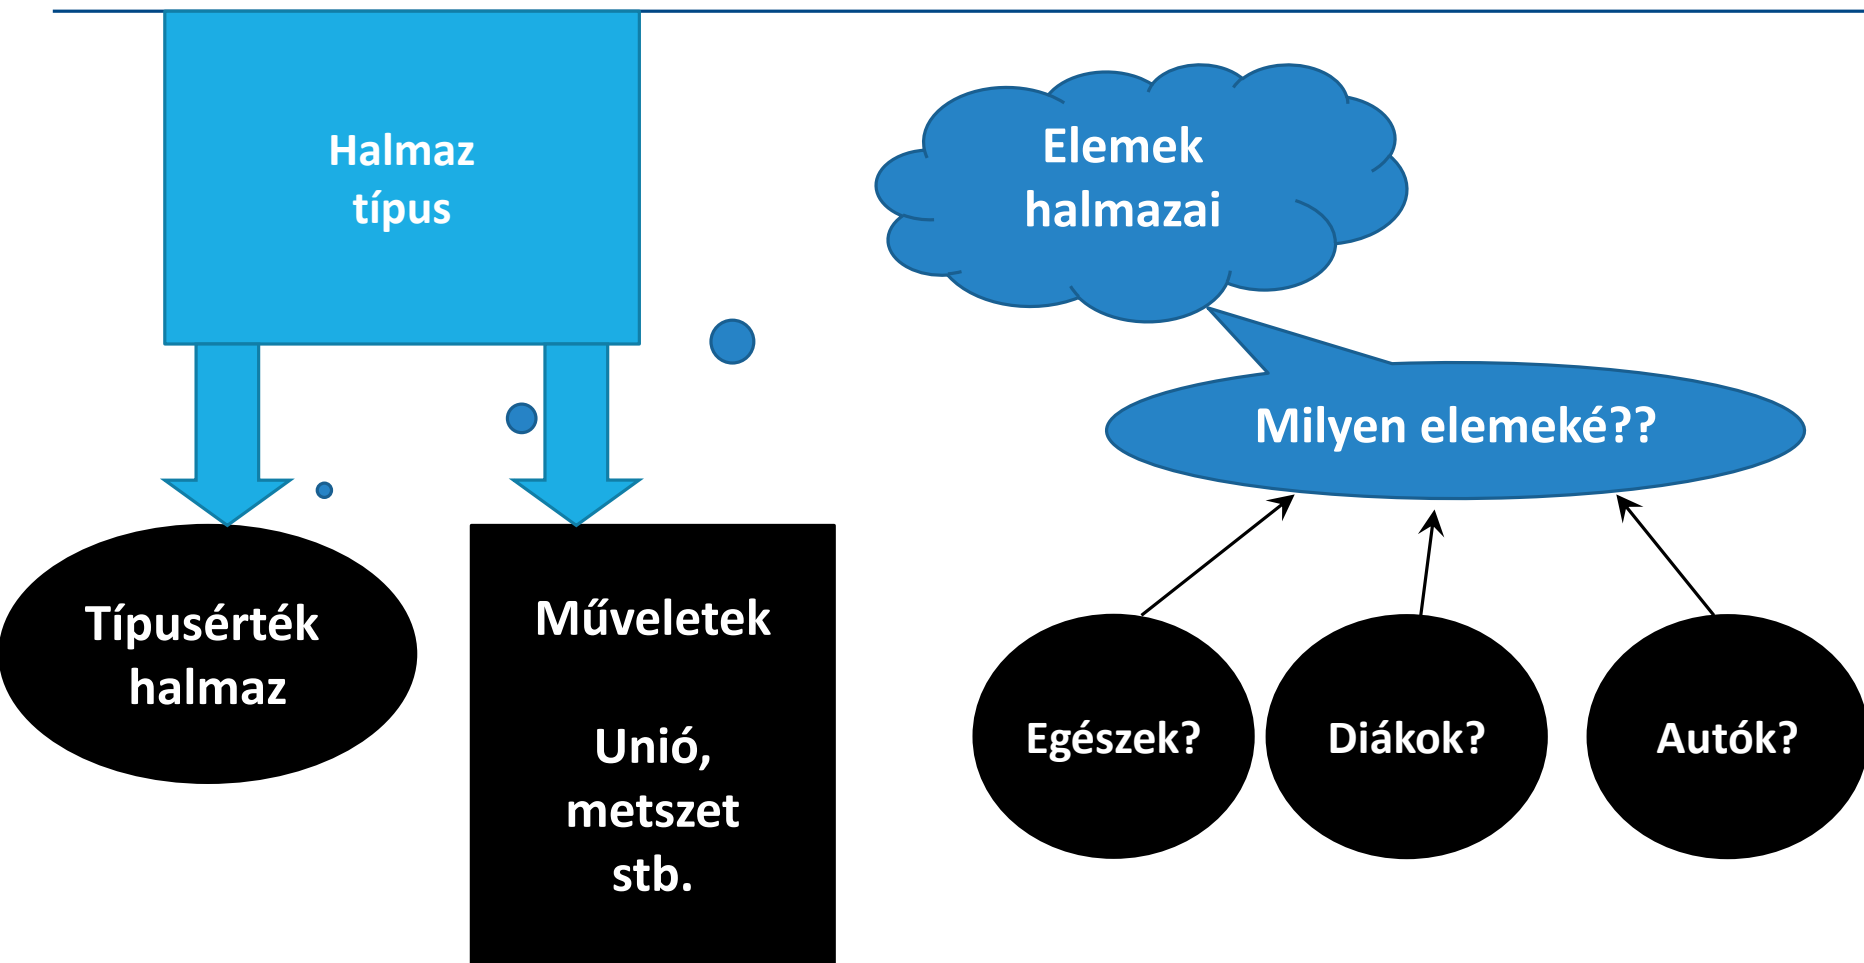 Halmaz
típus
Elemek
halmazai
Milyen elemeké??
Típusérték
halmaz
Műveletek
Unió,
metszet
stb.
Egészek?
Diákok?
Autók?